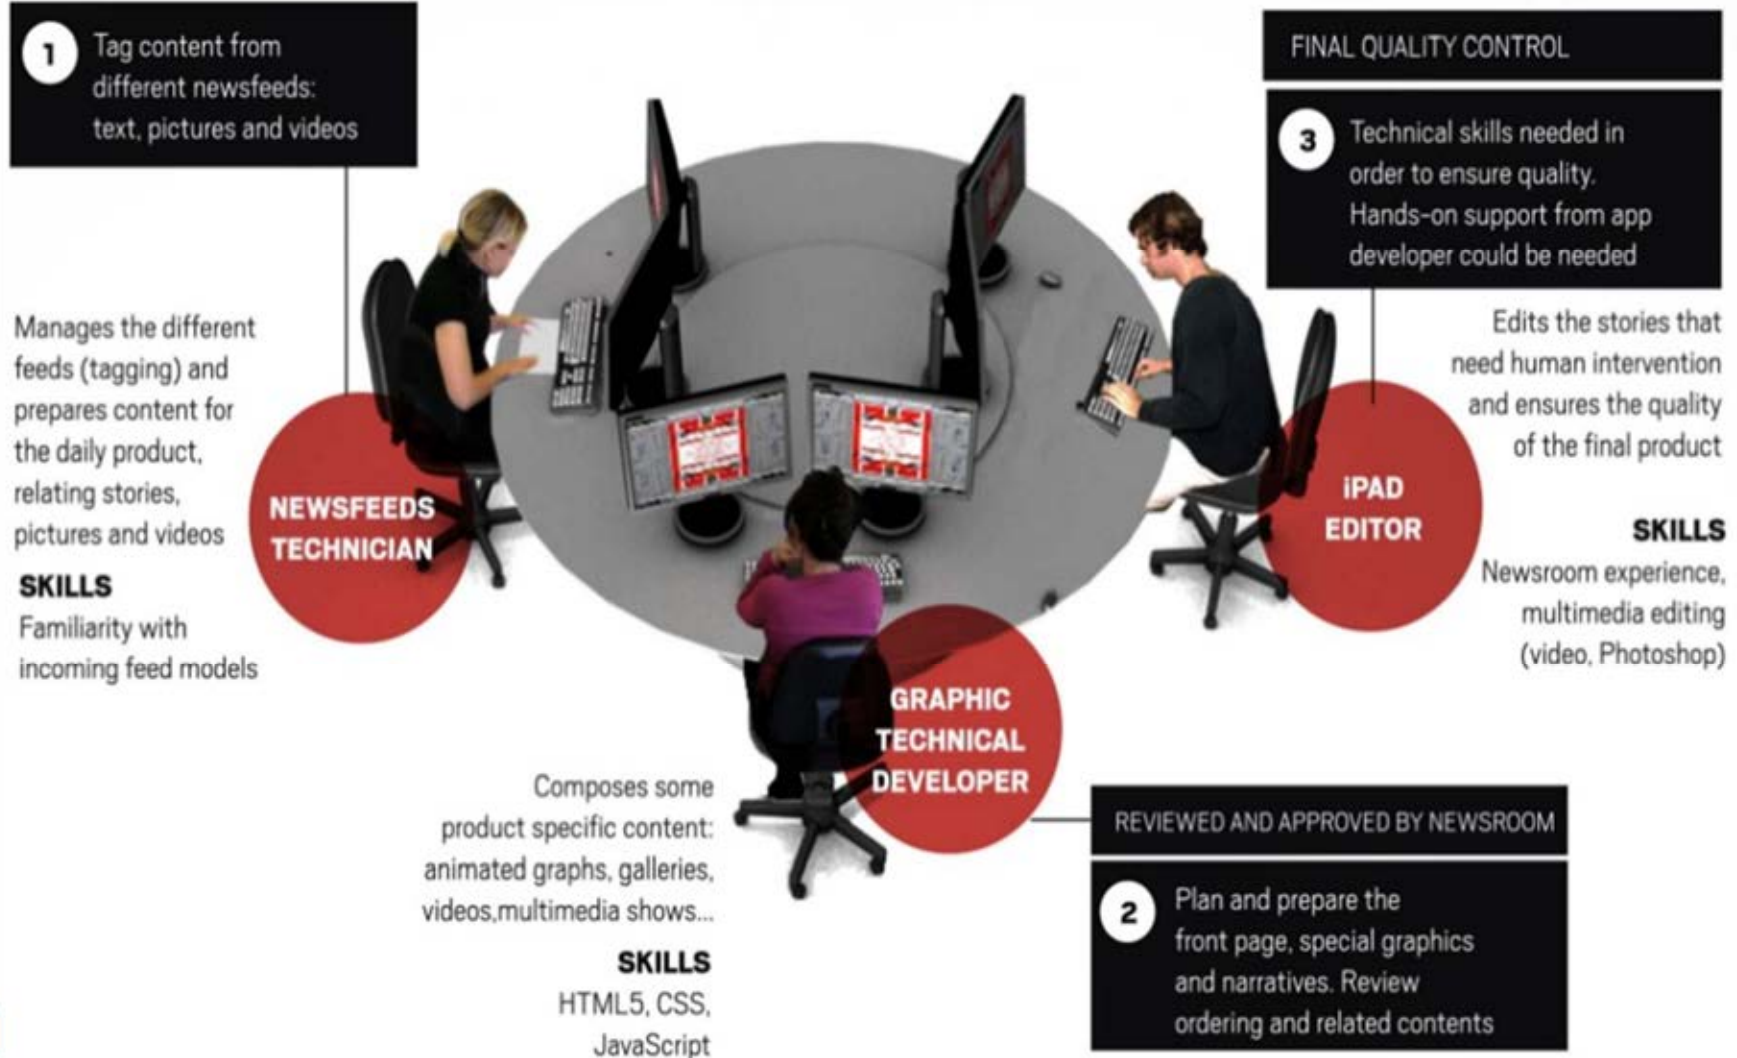 1
Tag content from
different newsfeeds:
text, pictures and videos
Manages the different
feeds (tagging) and
prepares content for
the daily product,
relating stories,
pictures and videos
SKILLS
Familiarity with
incoming feed models
NEWSFEEDS
TECHNICIAN
Composes some
product specific content:
animated graphs, galleries,
videos,multimedia shows...
SKILLS
HTML5, CSS,
JavaScript
GRAPHIC
TECHNICAL
DEVELOPER
REVIEWED AND APPROVED BY NEWSROOM
2
Plan and prepare the
front page, special graphics
and narratives. Review
ordering and related contents
FINAL QUALITY CONTROL
3
Technical skills needed in
order to ensure quality.
Hands-on support from app
developer could be needed
Edits the stories that
need human intervention
and ensures the quality
of the final product
iPAD
EDITOR
SKILLS
Newsroom experience,
multimedia editing
(video, Photoshop)